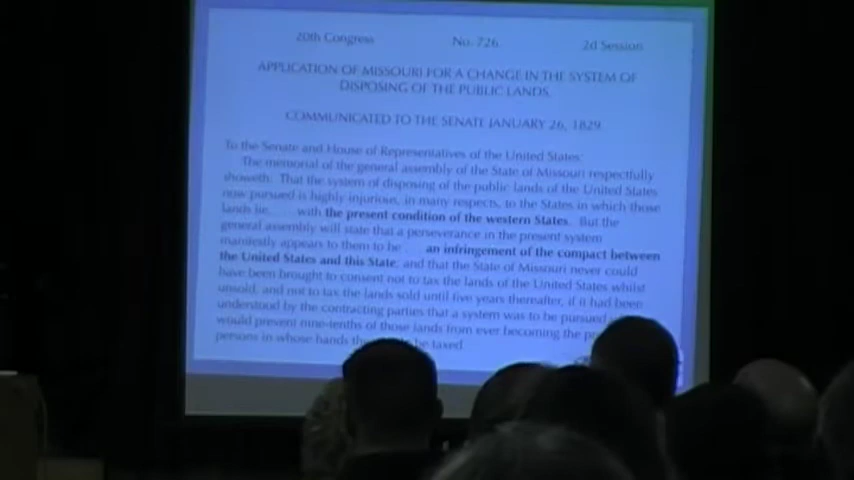 20th Congress No. 726 2d Session
APPLICATION OF MISSOURI FOR A CHANGE IN THE SYSTEM OF
DISPOSING OF THE PUBLIC LANDS.
COMMUNICATED TO THE SENATE JANUARY 26, 1829
To the Senate and House of Representatives of the United States:
The memorial of the general assembly of the State of Missouri respectfully
showeth: That the system of disposing of the public lands of the United States
now pursued is highly injurious, in many respects, to the States in which those
lands lie, . . . with the present condition of the western States. But the
general assembly will state that a perseverance in the present system
manifestly appears to them to be . . . an infringement of the compact between
the United States and this State; and that the State of Missouri never could
have been brought to consent not to tax the lands of the United States whilst
unsold, and not to tax the lands sold until five years thereafter, if it had been
understood by the contracting parties that a system was to be pursued
would prevent nine-tenths of those lands from ever becoming the
persons in whose hands be taxed